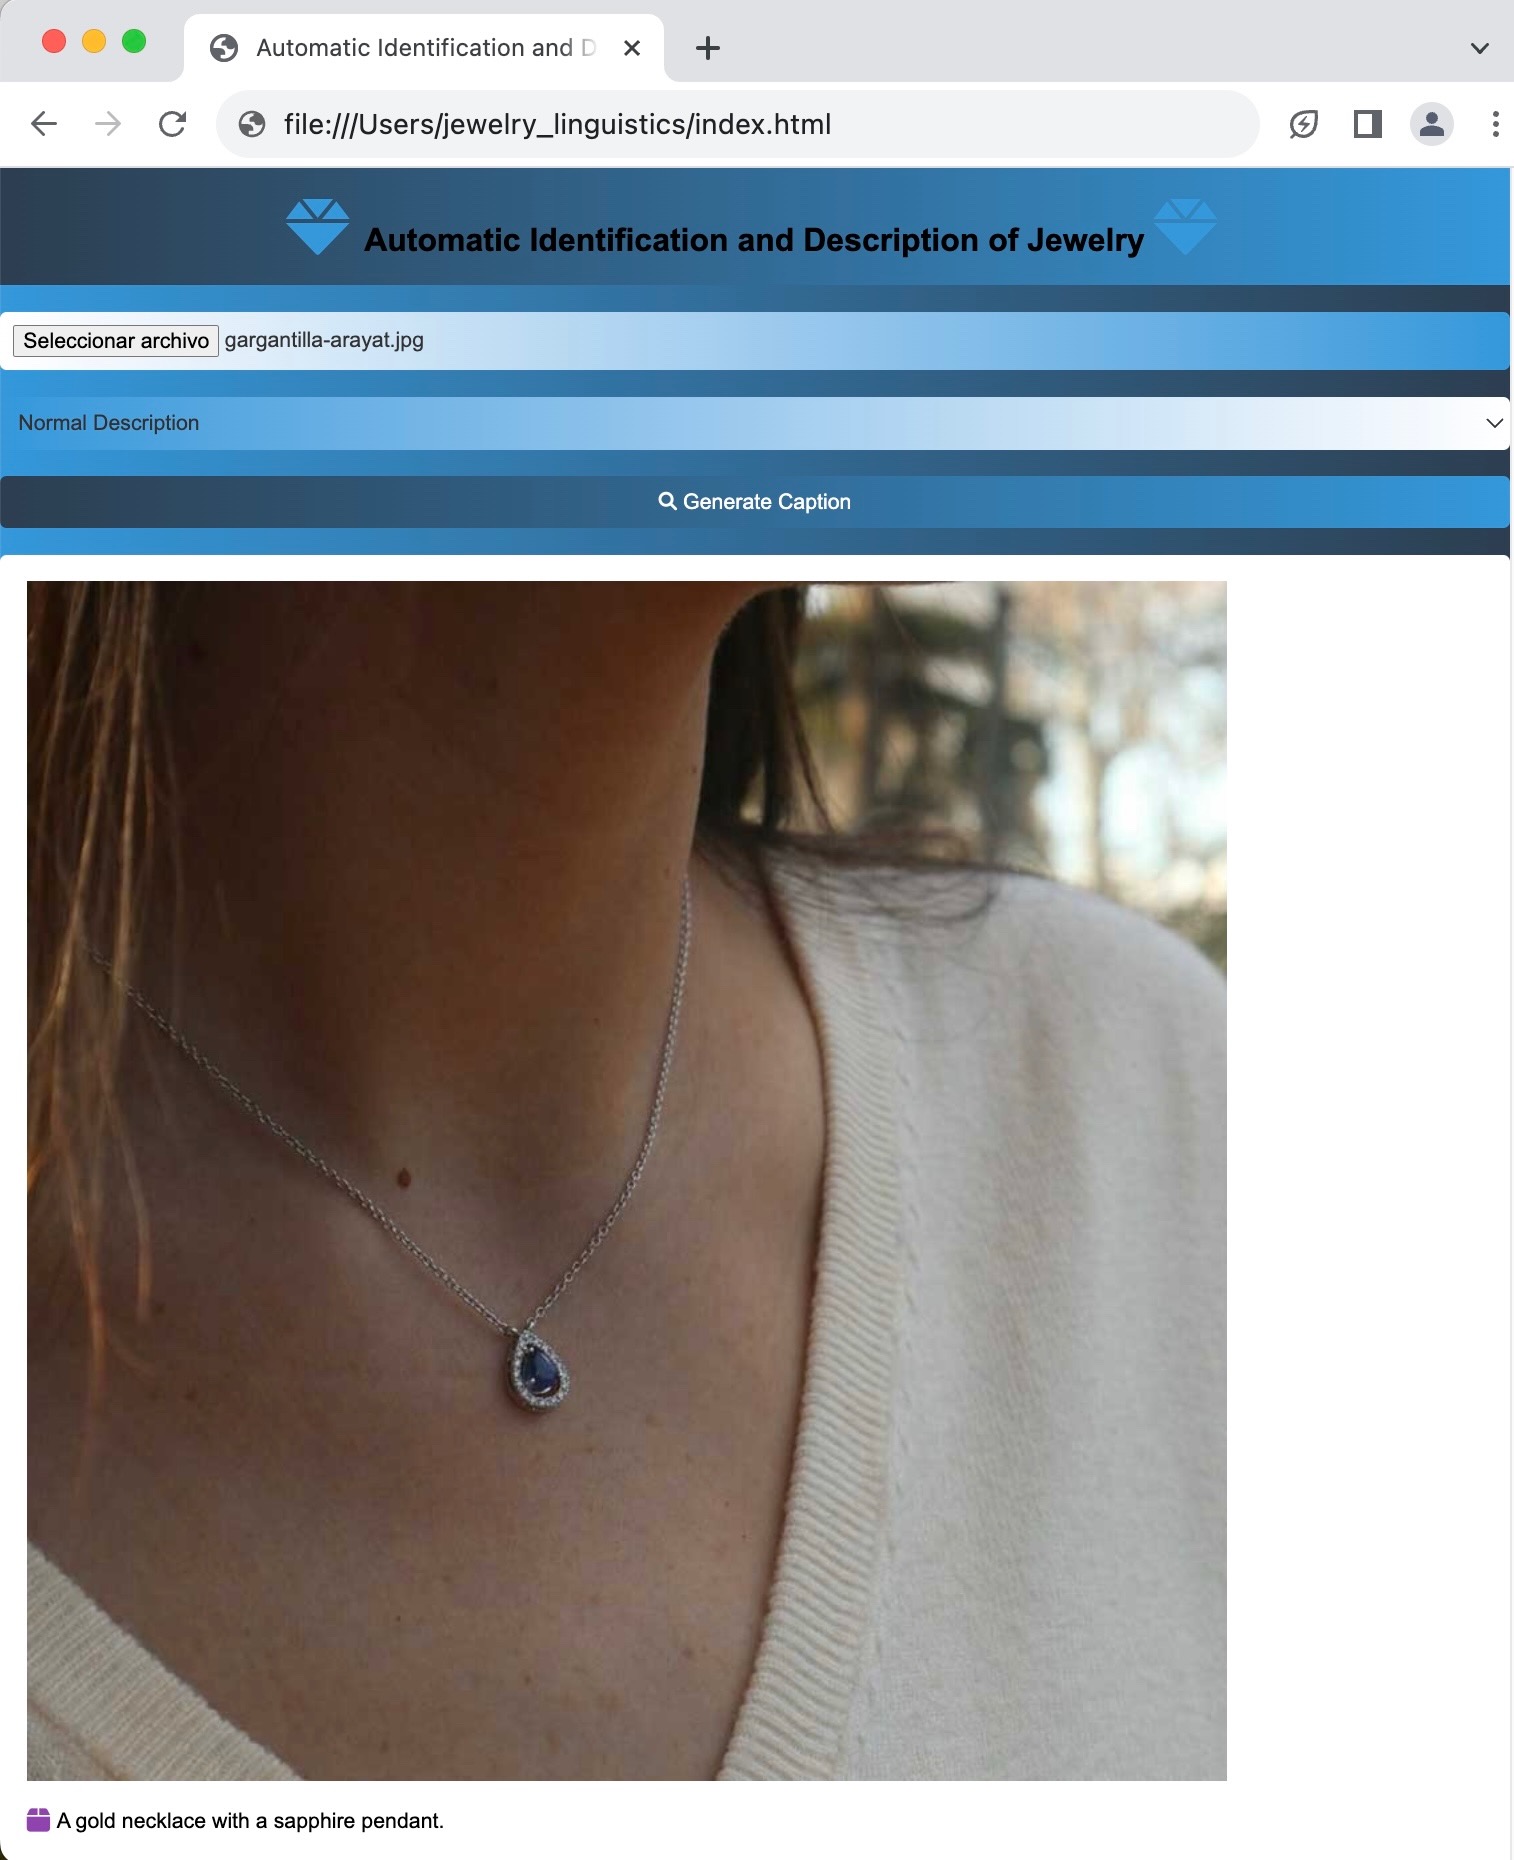 Automatic Identification and D
file:///Users/jewelry_linguistics/index.html
Automatic Identification and Description of Jewelry
Seleccionar archivo gargantilla-arayat.jpg
Normal Description
Generate Caption
A gold necklace with a sapphire pendant.